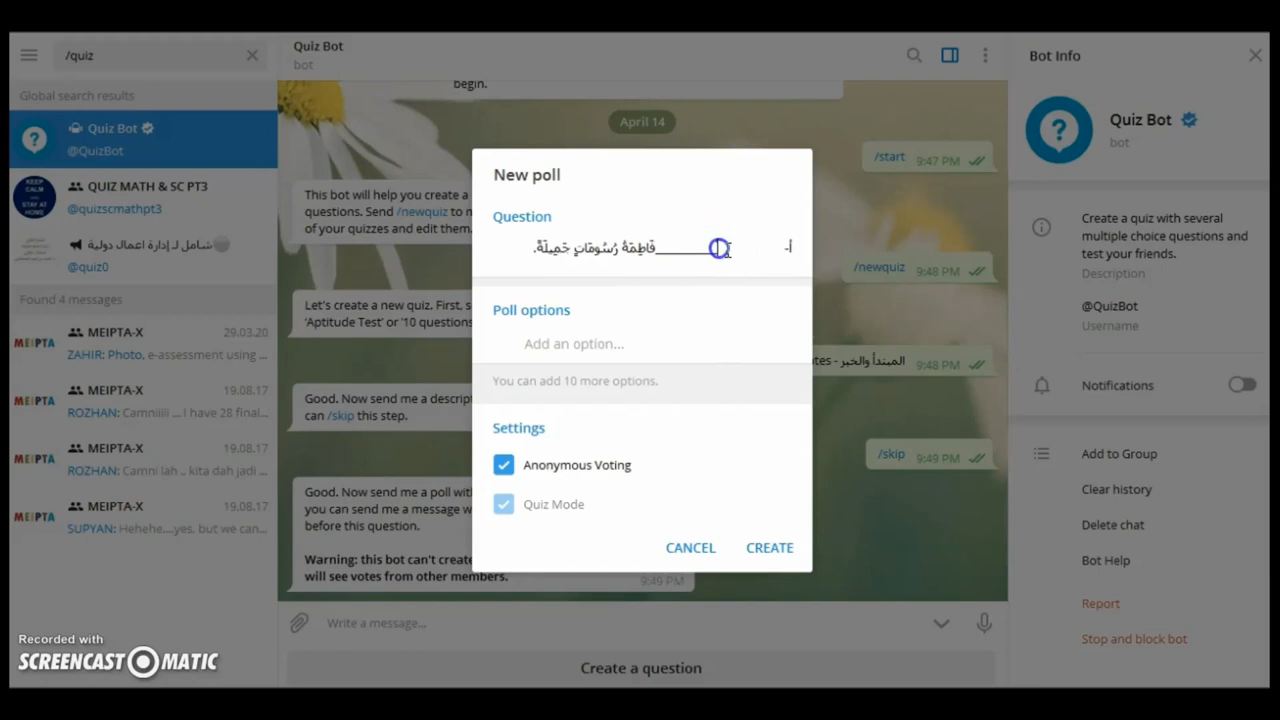 /quiz
Global search results
Quiz Bot
@QuizBot
QUIZ MATH & SC PT3
@quizscmathpt3
شامل لـ إدارة اعمال دولية
@quiz0
Found 4 messages
MEIPTA-X 29.03.20
ZAHIR: Photo, e-assessment using ...
MEIPTA-X 19.08.17
ROZHAN: Camniiii ... I have 28 final...
MEIPTA-X 19.08.17
ROZHAN: Camni lah .. kita dah jadi ...
MEIPTA-X 19.08.17
SUPYAN: Hehehe....yes. but we can...
Recorded with
SCREENCAST-O-MATIC
Quiz Bot
bot
begin.
April 14
/start 9:47 PM
This bot will help you create a
questions. Send /newquiz to n
of your quizzes and edit them.
/newquiz 9:48 PM
Let's create a new quiz. First, s
'Aptitude Test' or '10 questions
tes - المبتدأ والخبر 9:48 PM
Good. Now send me a descript
can /skip this step.
/skip 9:49 PM
Good. Now send me a poll with
you can send me a message w
before this question.
Warning: this bot can't create
will see votes from other members.
9:49 PM
Write a message...
Create a question
New poll
Question
أ- ________فَاطِمَةُ رُسُومَاتٍ جَمِيلَةً.
Poll options
Add an option...
You can add 10 more options.
Settings
Anonymous Voting
Quiz Mode
CANCEL CREATE
Bot Info
Quiz Bot
bot
Create a quiz with several
multiple choice questions and
test your friends.
Description
@QuizBot
Username
Notifications
Add to Group
Clear history
Delete chat
Bot Help
Report
Stop and block bot